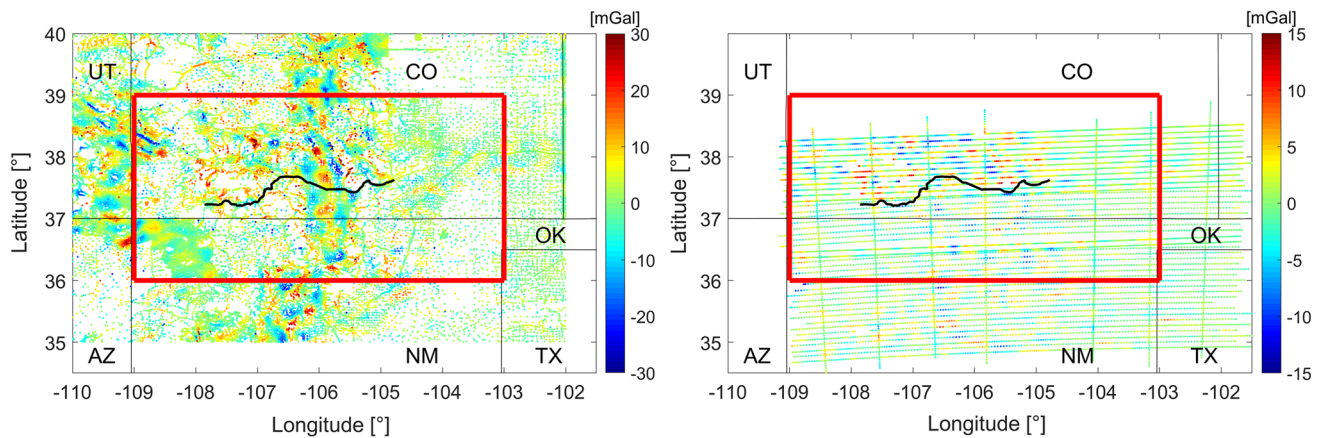 [mGal]
40
39
38
37
36
35
UT
CO
OK
AZ
NM
TX
-110
-109
-108
-107
-106
-105
-104
-103
-102
Latitude [°]
Longitude [°]
30
20
10
0
-10
-20
-30
[mGal]
40
39
38
37
36
35
UT
CO
OK
AZ
NM
TX
-110
-109
-108
-107
-106
-105
-104
-103
-102
Latitude [°]
Longitude [°]
15
10
5
0
-5
-10
-15